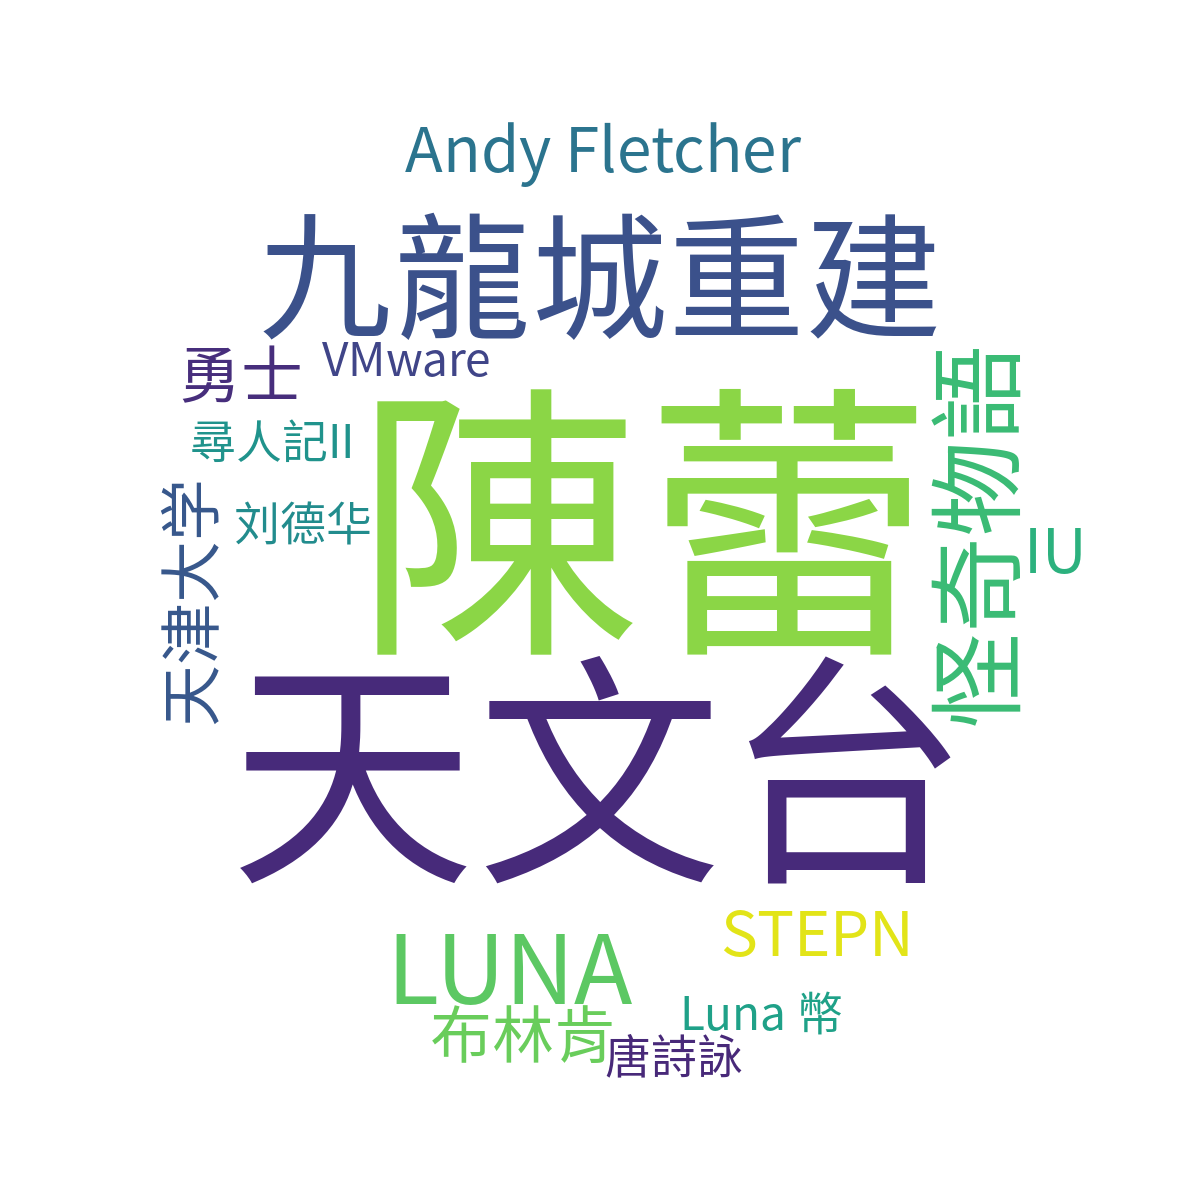 Andy Fletcher
九龍城重建
勇士
VMware
尋人記II
刘德华
天津大学
陳蕾
怪奇物語
IU
天文台
LUNA
STEPN
布林肯
Luna 幣
唐詩詠